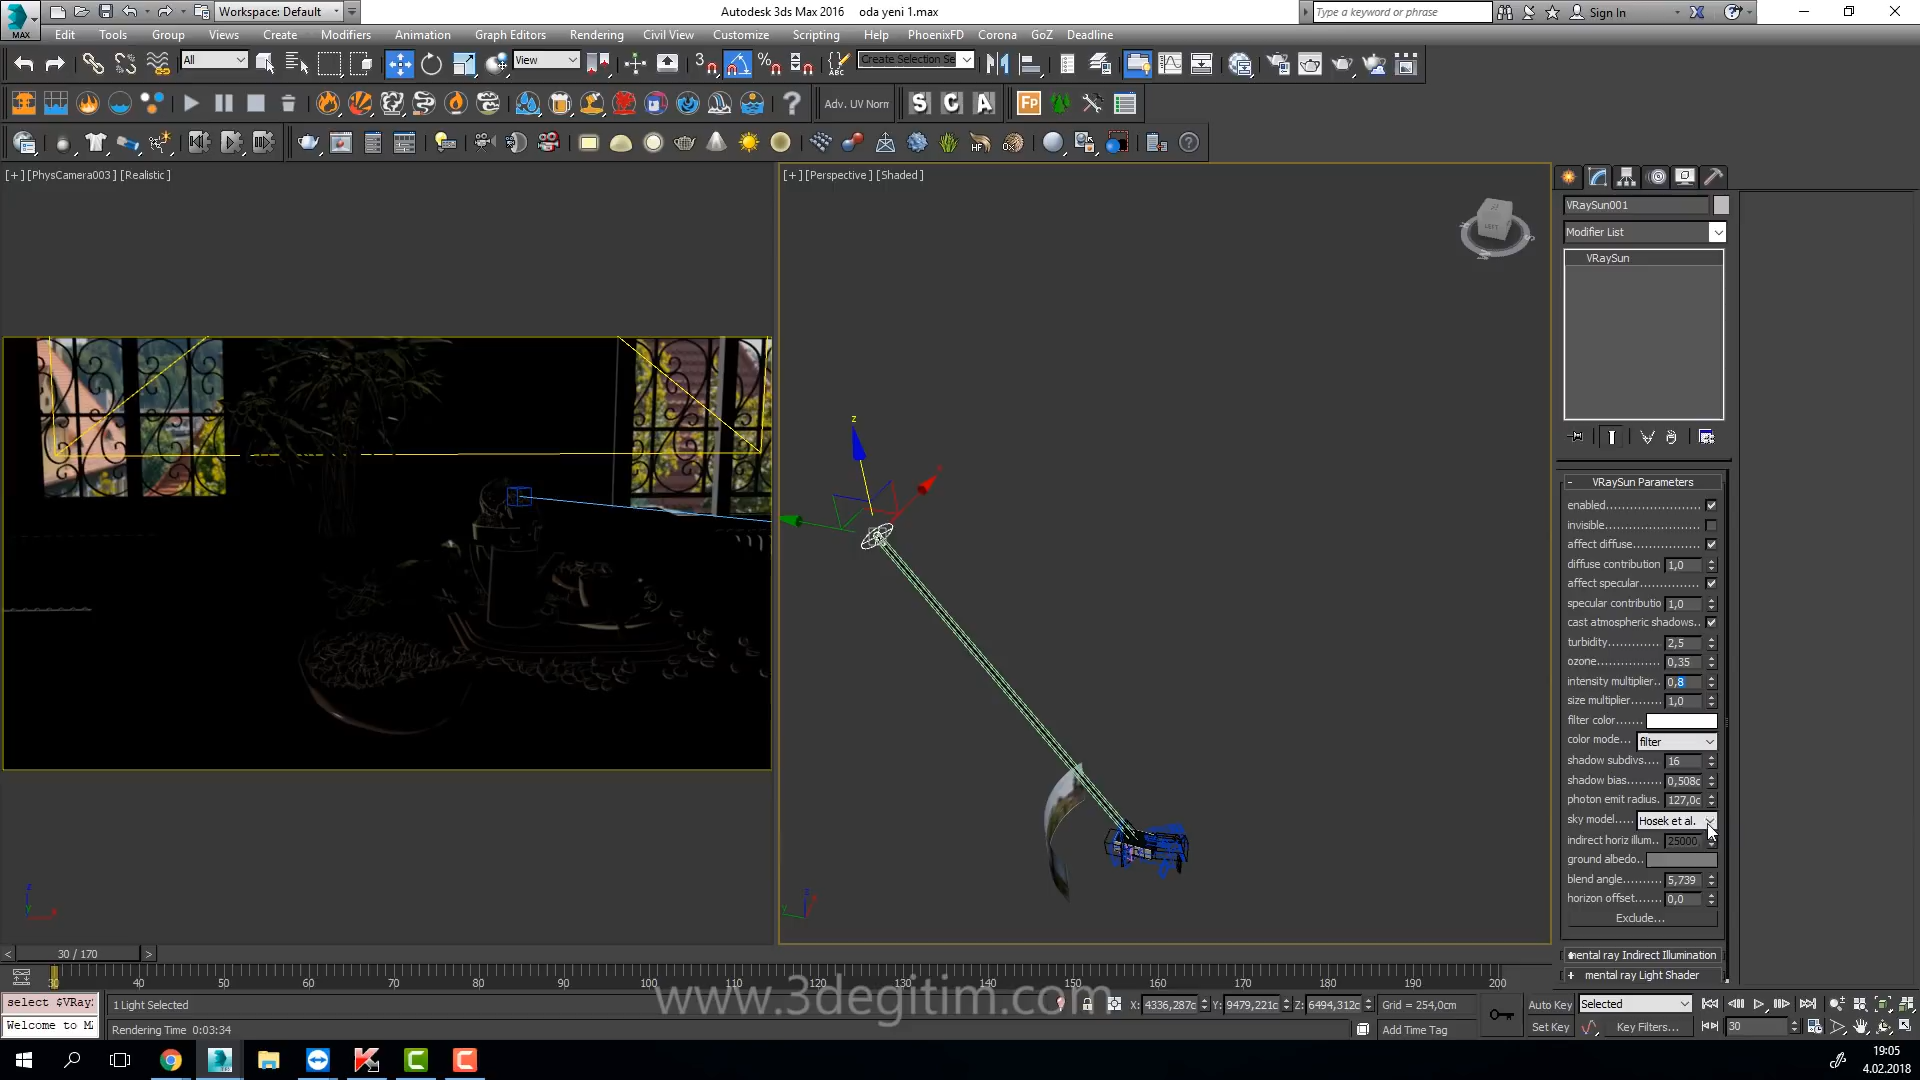 MAX
Workspace: Default
Autodesk 3ds Max 2016    oda yeni 1.max
Type a keyword or phrase
Sign In
Edit Tools Group Views Create Modifiers Animation Graph Editors Rendering Civil View Customize Scripting Help PhoenixFD Corona GoZ Deadline
All
View
3
ABC
Create Selection Se
?
Adv. UV Norm
S C A
Fp
HF
[+] [PhysCamera003] [Realistic]
[+] [Perspective] [Shaded]
z
VRaySun001
Modifier List
VRaySun
- VRaySun Parameters
enabled
invisible
affect diffuse
diffuse contribution 1,0
affect specular
specular contributio 1,0
cast atmospheric shadows
turbidity 2,5
ozone 0,35
intensity multiplier 0,8
size multiplier 1,0
filter color
color mode... filter
shadow subdivs.... 16
shadow bias 0,508c
photon emit radius. 127,0c
sky model..... Hosek et al.
indirect horiz illum.. 25000
ground albedo..
blend angle 5,739
horizon offset 0,0
Exclude...
+ mental ray Indirect Illumination
+ mental ray Light Shader
< 30 / 170 >
30 40 50 60 70 80 90 100 110 120 130 140 150 160 170 180 190 200
www.3degitim.com
select $VRay:
Welcome to M
1 Light Selected
Rendering Time 0:03:34
X: 4336,287c Y: 9479,221c Z: 6494,312c Grid = 254,0cm
Add Time Tag
Auto Key Selected
Set Key Key Filters...
30
19:05
4.02.2018